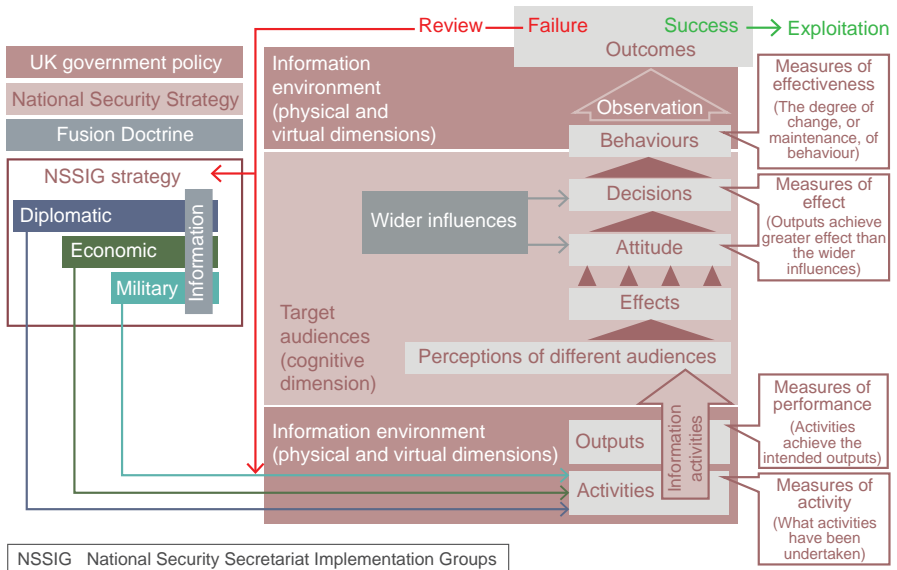 Review
Failure
Success
Exploitation
Outcomes
UK government policy
National Security Strategy
Fusion Doctrine
NSSIG strategy
Diplomatic
Economic
Military
Information
Information
environment
(physical and
virtual dimensions)
Observation
Behaviours
Decisions
Wider influences
Attitude
Effects
Target
audiences
(cognitive
dimension)
Perceptions of different audiences
Information environment
(physical and virtual dimensions)
Outputs
Activities
Information
activities
Measures of
effectiveness
(The degree of
change, or
maintenance, of
behaviour)
Measures of
effect
(Outputs achieve
greater effect than
the wider
influences)
Measures of
performance
(Activities
achieve the
intended outputs)
Measures of
activity
(What activities
have been
undertaken)
NSSIG National Security Secretariat Implementation Groups